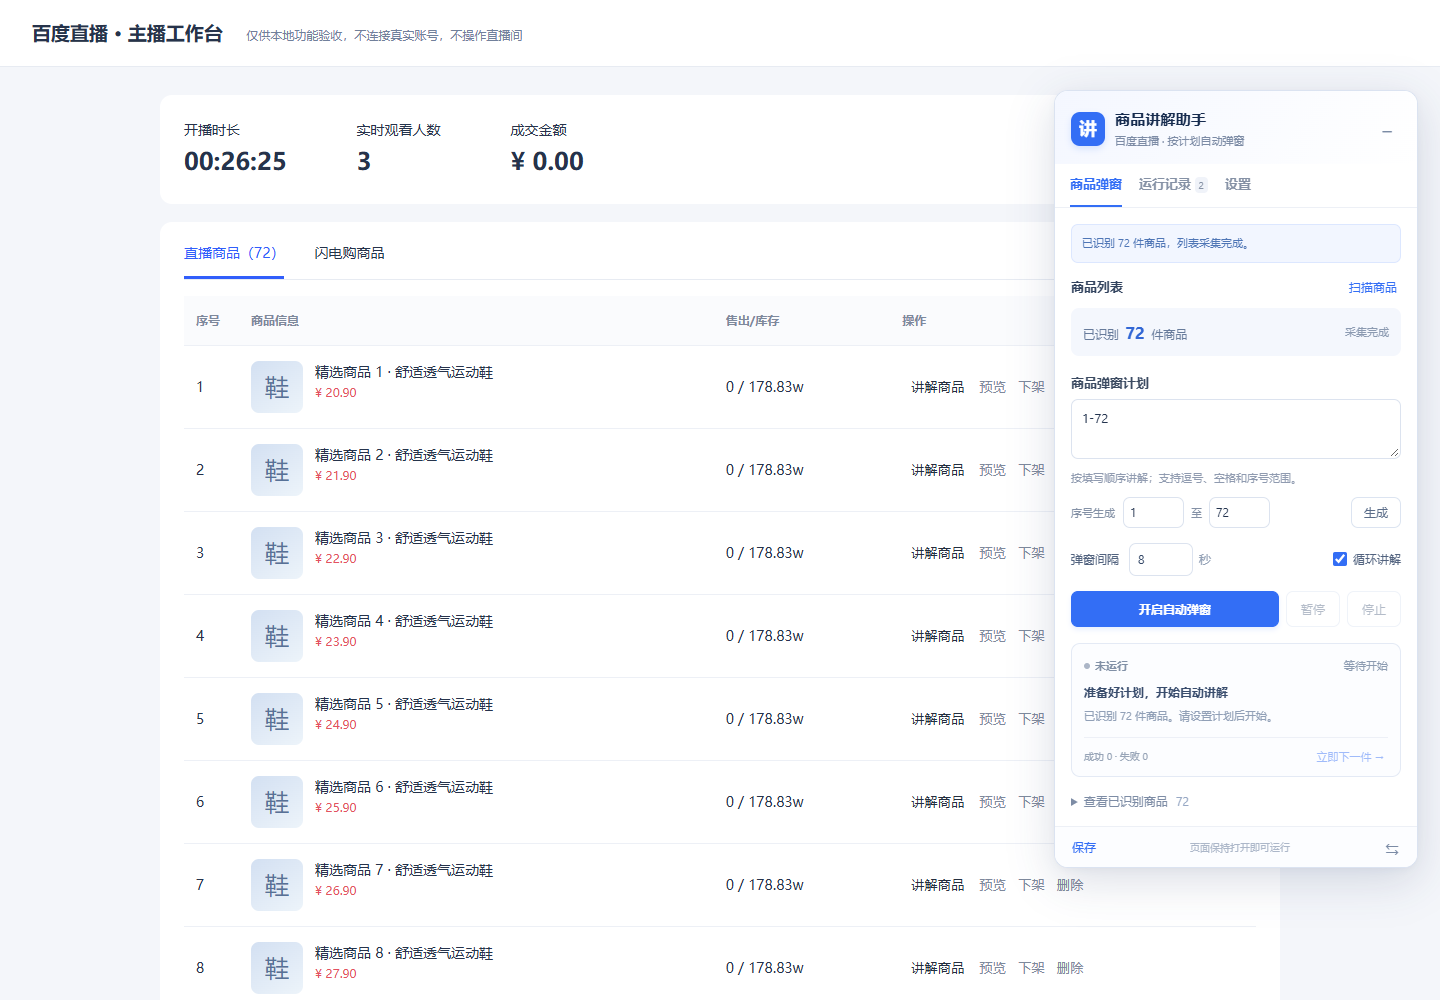 百度直播 • 主播工作台 仅供本地功能验收，不连接真实账号，不操作直播间
开播时长 实时观看人数 成交金额
00:26:25 3 ¥ 0.00
直播商品（72） 闪电购商品
序号 商品信息 售出/库存 操作
鞋
1 精选商品 1 · 舒适透气运动鞋 0 / 178.83w 讲解商品 预览 下架
¥ 20.90
鞋
2 精选商品 2 · 舒适透气运动鞋 0 / 178.83w 讲解商品 预览 下架
¥ 21.90
鞋
3 精选商品 3 · 舒适透气运动鞋 0 / 178.83w 讲解商品 预览 下架
¥ 22.90
鞋
4 精选商品 4 · 舒适透气运动鞋 0 / 178.83w 讲解商品 预览 下架
¥ 23.90
鞋
5 精选商品 5 · 舒适透气运动鞋 0 / 178.83w 讲解商品 预览 下架
¥ 24.90
鞋
6 精选商品 6 · 舒适透气运动鞋 0 / 178.83w 讲解商品 预览 下架
¥ 25.90
鞋
7 精选商品 7 · 舒适透气运动鞋 0 / 178.83w 讲解商品 预览 下架 删除
¥ 26.90
鞋
8 精选商品 8 · 舒适透气运动鞋 0 / 178.83w 讲解商品 预览 下架 删除
¥ 27.90
讲 商品讲解助手 −
百度直播 · 按计划自动弹窗
商品弹窗 运行记录 2 设置
已识别 72 件商品，列表采集完成。
商品列表 扫描商品
已识别 72 件商品 采集完成
商品弹窗计划
1-72
按填写顺序讲解；支持逗号、空格和序号范围。
序号生成 1 至 72 生成
弹窗间隔 8 秒 循环讲解
开启自动弹窗 暂停 停止
未运行 等待开始
准备好计划，开始自动讲解
已识别 72 件商品。请设置计划后开始。
成功 0 · 失败 0 立即下一件 →
▶ 查看已识别商品 72
保存 页面保持打开即可运行 ⇆